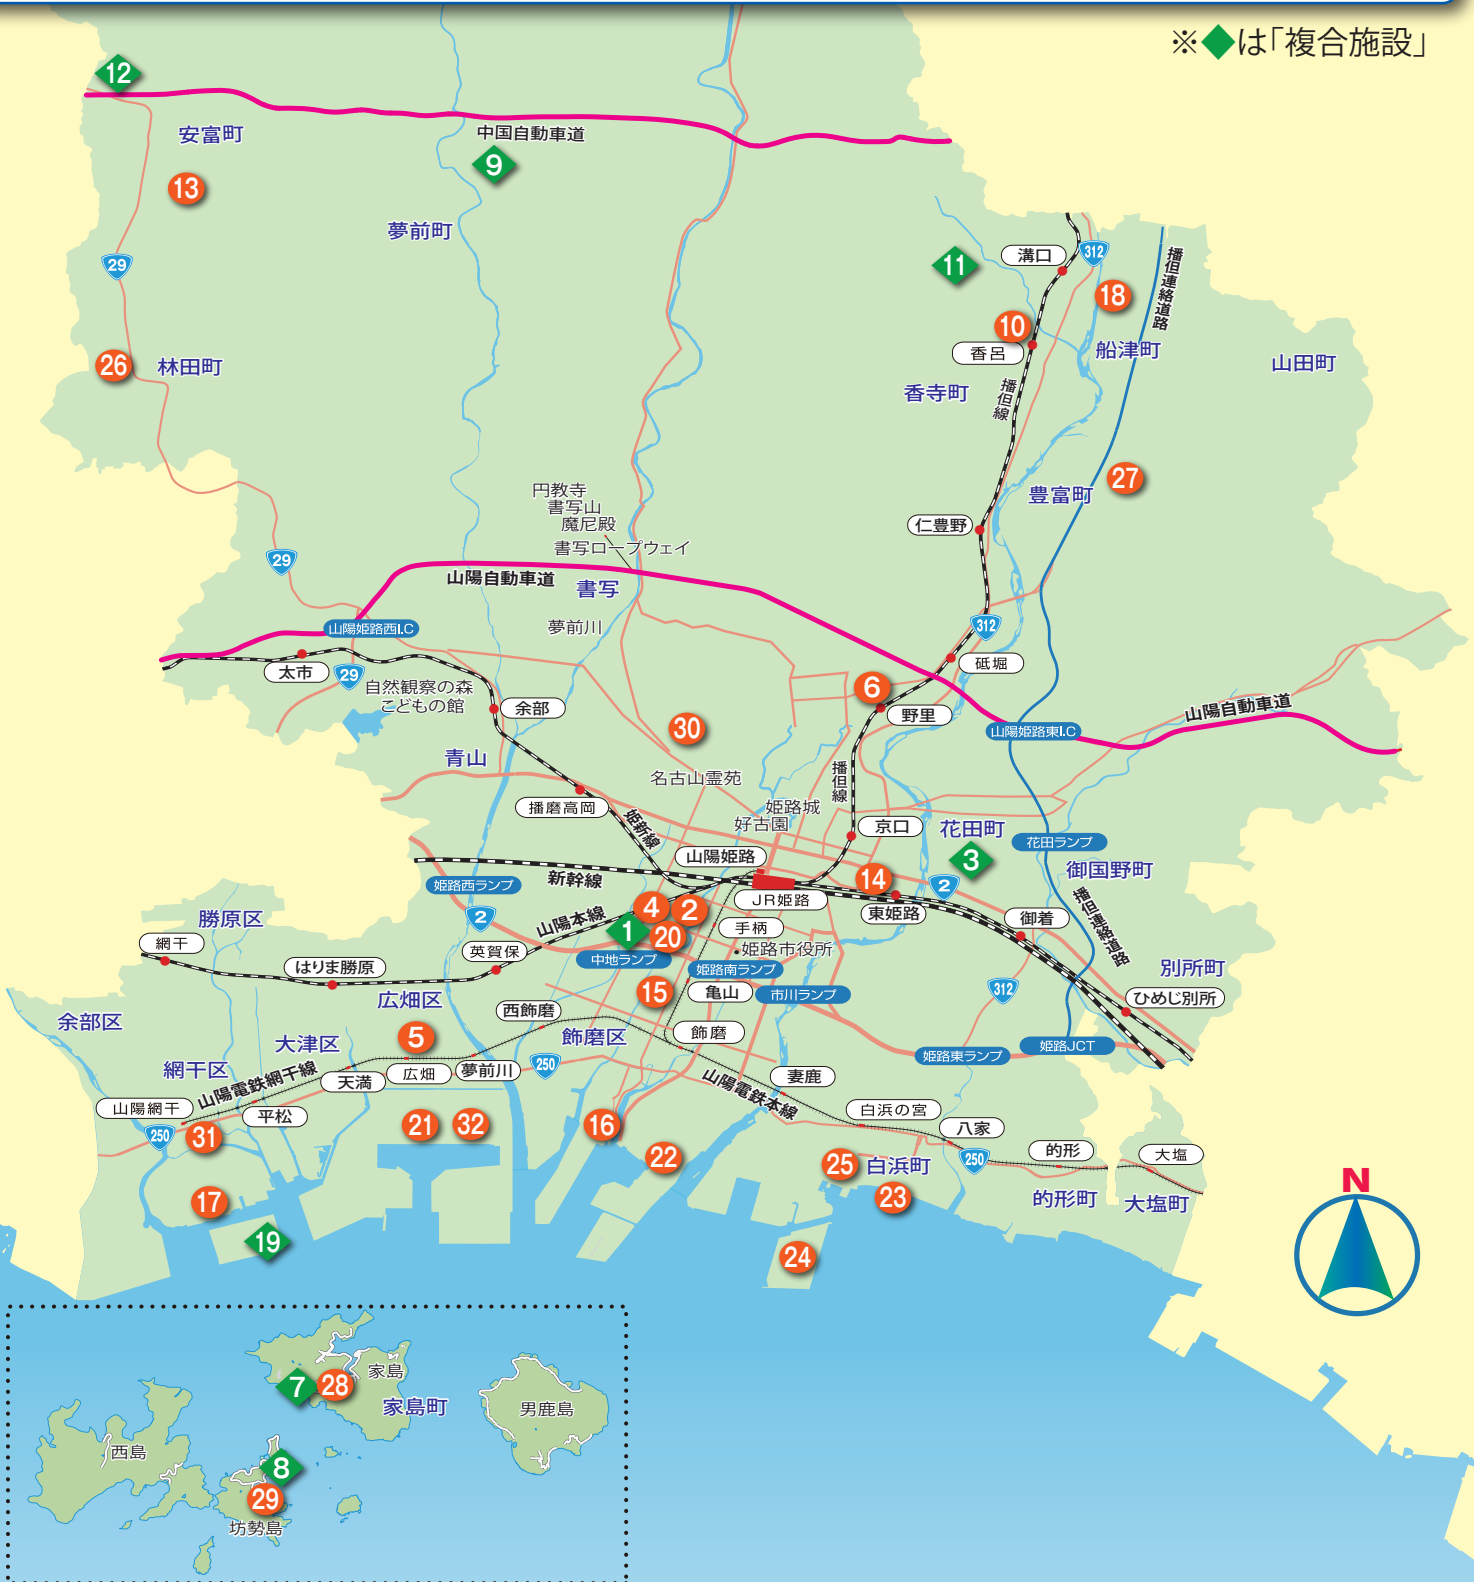 ※◆は「複合施設」
12
安富町
中国自動車道
9
13
夢前町
29
11
溝口
312
18
播但連絡道路
10
香呂
船津町
山田町
26
林田町
香寺町
播但線
27
豊富町
円教寺
書写山
魔尼殿
書写ロープウェイ
仁豊野
29
山陽自動車道
書写
夢前川
山陽姫路西I.C
312
砥堀
太市
29
自然観察の森
こどもの館
余部
6
野里
山陽自動車道
山陽姫路東I.C
30
青山
名古山霊苑
播但線
播磨高岡
姫路城
好古園
姫新線
京口
花田町
花田ランプ
3
山陽姫路
御国野町
新幹線
姫路西ランプ
14
2
JR姫路
東姫路
播但連絡道路
勝原区
2
山陽本線
4
2
1
20
手柄
御着
網干
英賀保
中地ランプ
姫路市役所
姫路南ランプ
別所町
はりま勝原
広畑区
15
亀山
市川ランプ
312
ひめじ別所
余部区
西飾磨
飾磨区
飾磨
大津区
5
姫路東ランプ
姫路JCT
網干区
広畑
夢前川
250
山陽電鉄網干線
天満
山陽電鉄本線
妻鹿
山陽網干
平松
白浜の宮
八家
250
31
21
32
16
22
25
白浜町
250
的形
大塩
17
23
的形町
大塩町
N
19
24
家島
7
28
家島町
男鹿島
西島
8
29
坊勢島